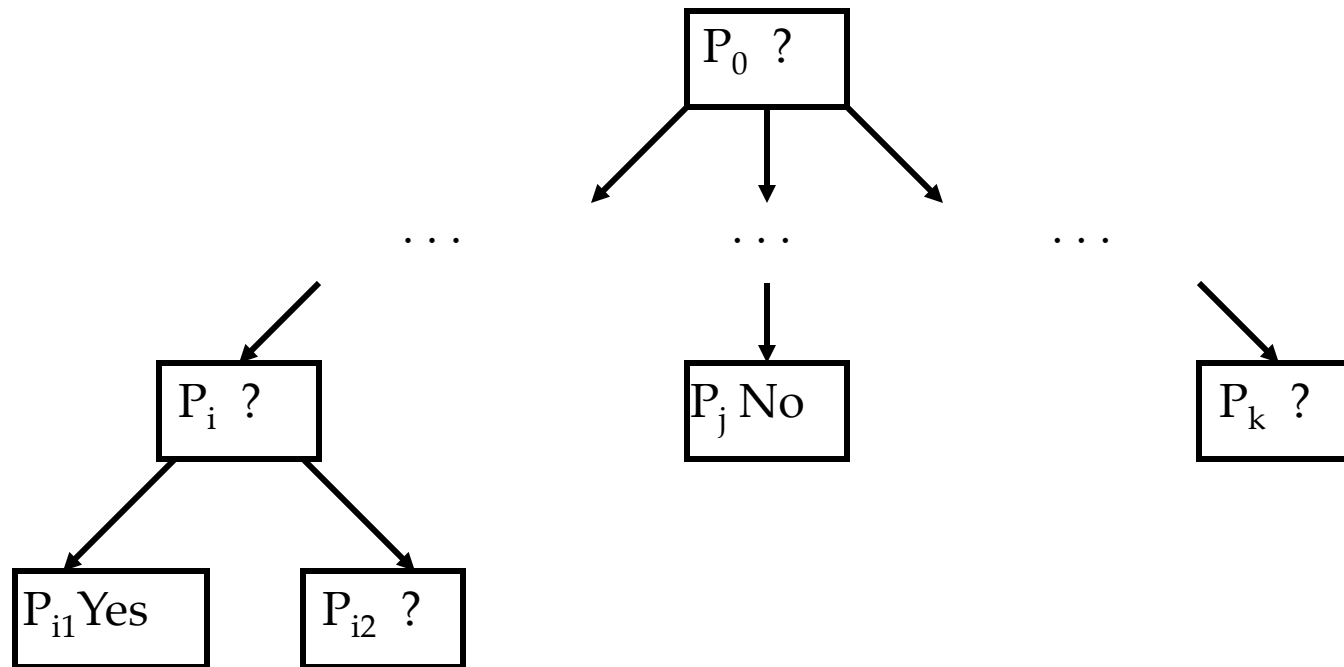 P₀ ?
. . . . . . . . .
Pᵢ ? Pⱼ No Pₖ ?
Pᵢ₁ Yes Pᵢ₂ ?